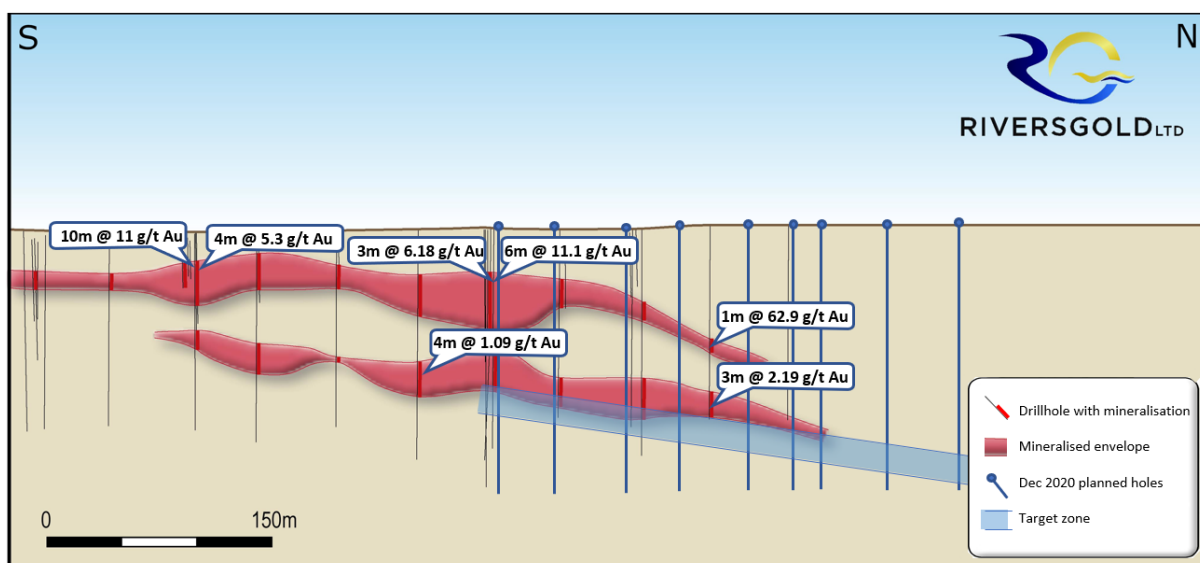 S
N
RIVERSGOLD LTD
10m @ 11 g/t Au
4m @ 5.3 g/t Au
3m @ 6.18 g/t Au
6m @ 11.1 g/t Au
1m @ 62.9 g/t Au
4m @ 1.09 g/t Au
3m @ 2.19 g/t Au
Drillhole with mineralisation
Mineralised envelope
Dec 2020 planned holes
Target zone
0
150m